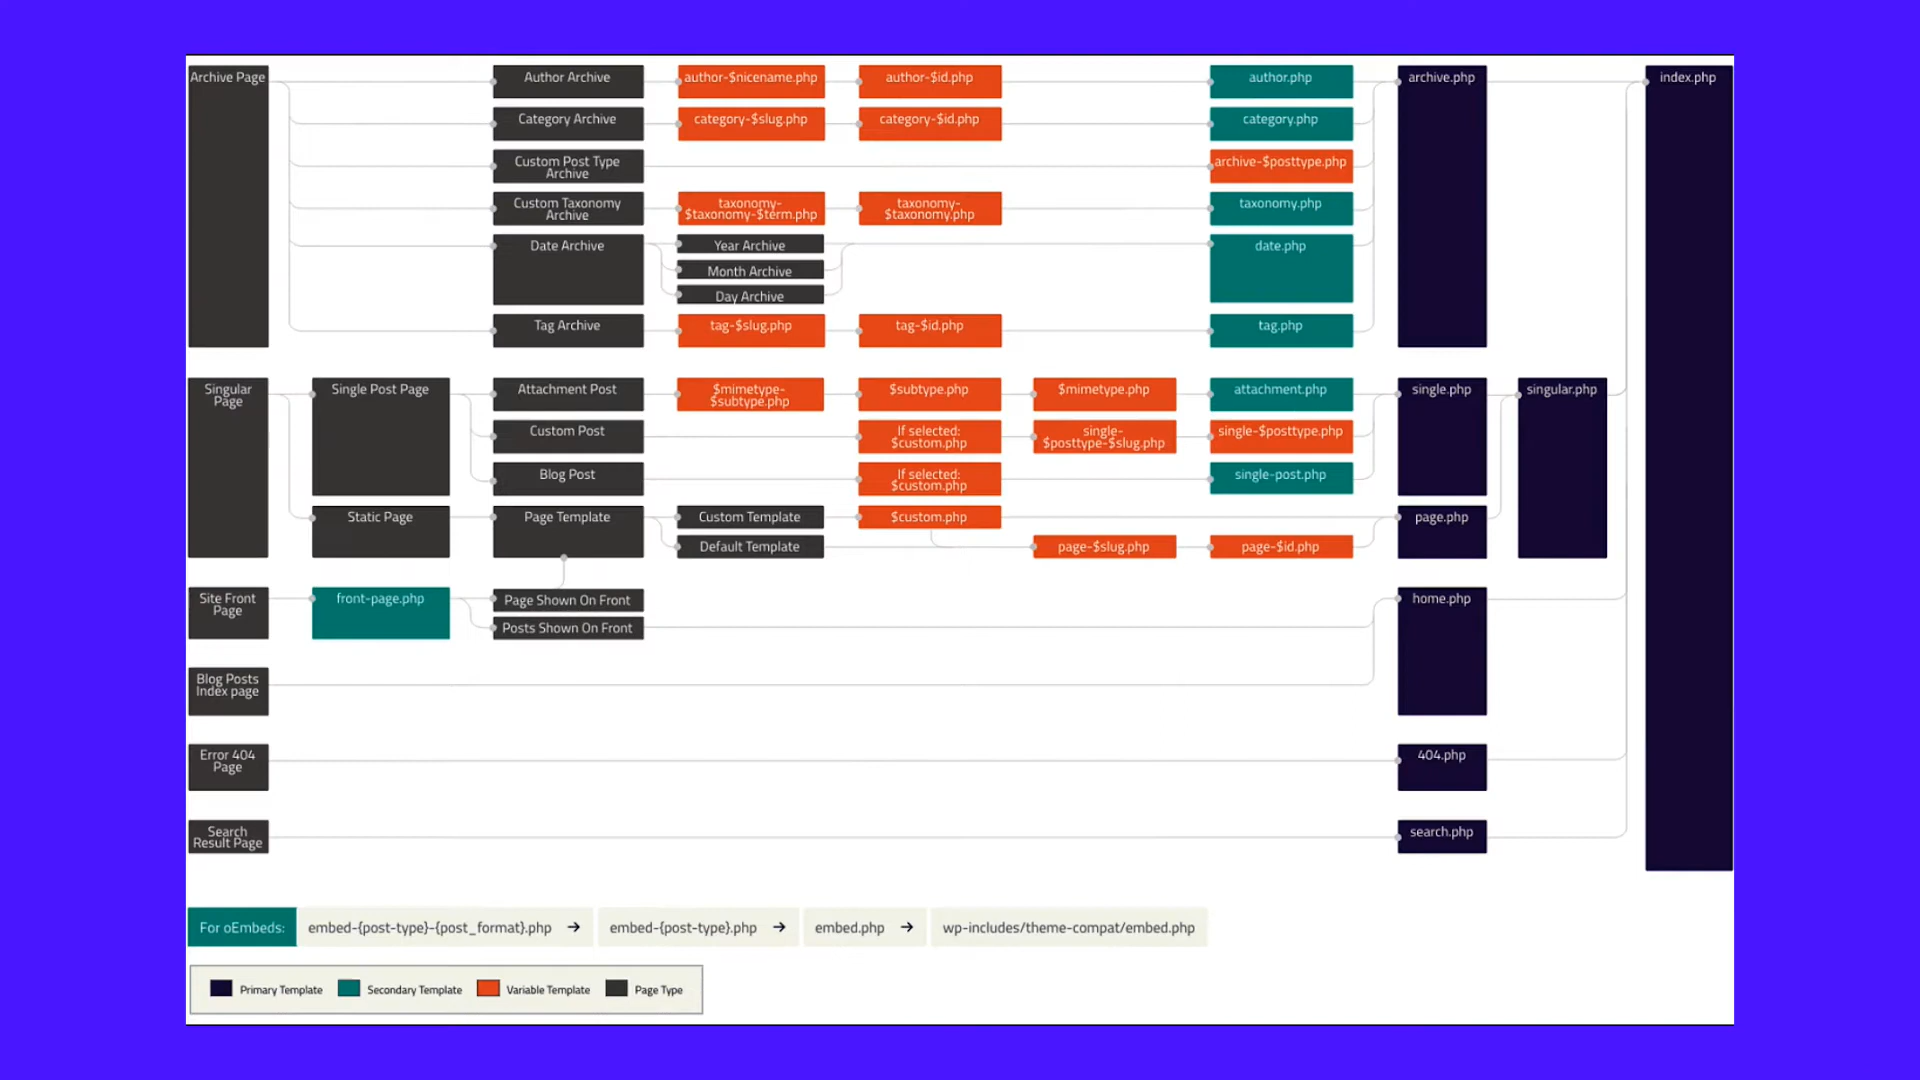 Archive Page
Author Archive
author-$nicename.php
author-$id.php
author.php
archive.php
index.php
Category Archive
category-$slug.php
category-$id.php
category.php
Custom Post Type
Archive
archive-$posttype.php
Custom Taxonomy
Archive
taxonomy-
$taxonomy-$term.php
taxonomy-
$taxonomy.php
taxonomy.php
Date Archive
Year Archive
Month Archive
Day Archive
date.php
Tag Archive
tag-$slug.php
tag-$id.php
tag.php
Singular
Page
Single Post Page
Attachment Post
$mimetype-
$subtype.php
$subtype.php
$mimetype.php
attachment.php
single.php
singular.php
Custom Post
If selected:
$custom.php
single-
$posttype-$slug.php
single-$posttype.php
Blog Post
If selected:
$custom.php
single-post.php
Static Page
Page Template
Custom Template
$custom.php
page.php
Default Template
page-$slug.php
page-$id.php
Site Front
Page
front-page.php
Page Shown On Front
Posts Shown On Front
home.php
Blog Posts
Index page
Error 404
Page
404.php
Search
Result Page
search.php
For oEmbeds:
embed-{post-type}-{post_format}.php →
embed-{post-type}.php →
embed.php →
wp-includes/theme-compat/embed.php
Primary Template
Secondary Template
Variable Template
Page Type